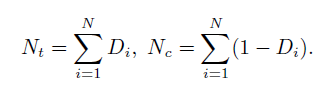 $N_t = \sum_{i=1}^{N} D_i, \; N_c = \sum_{i=1}^{N} (1 - D_i).$